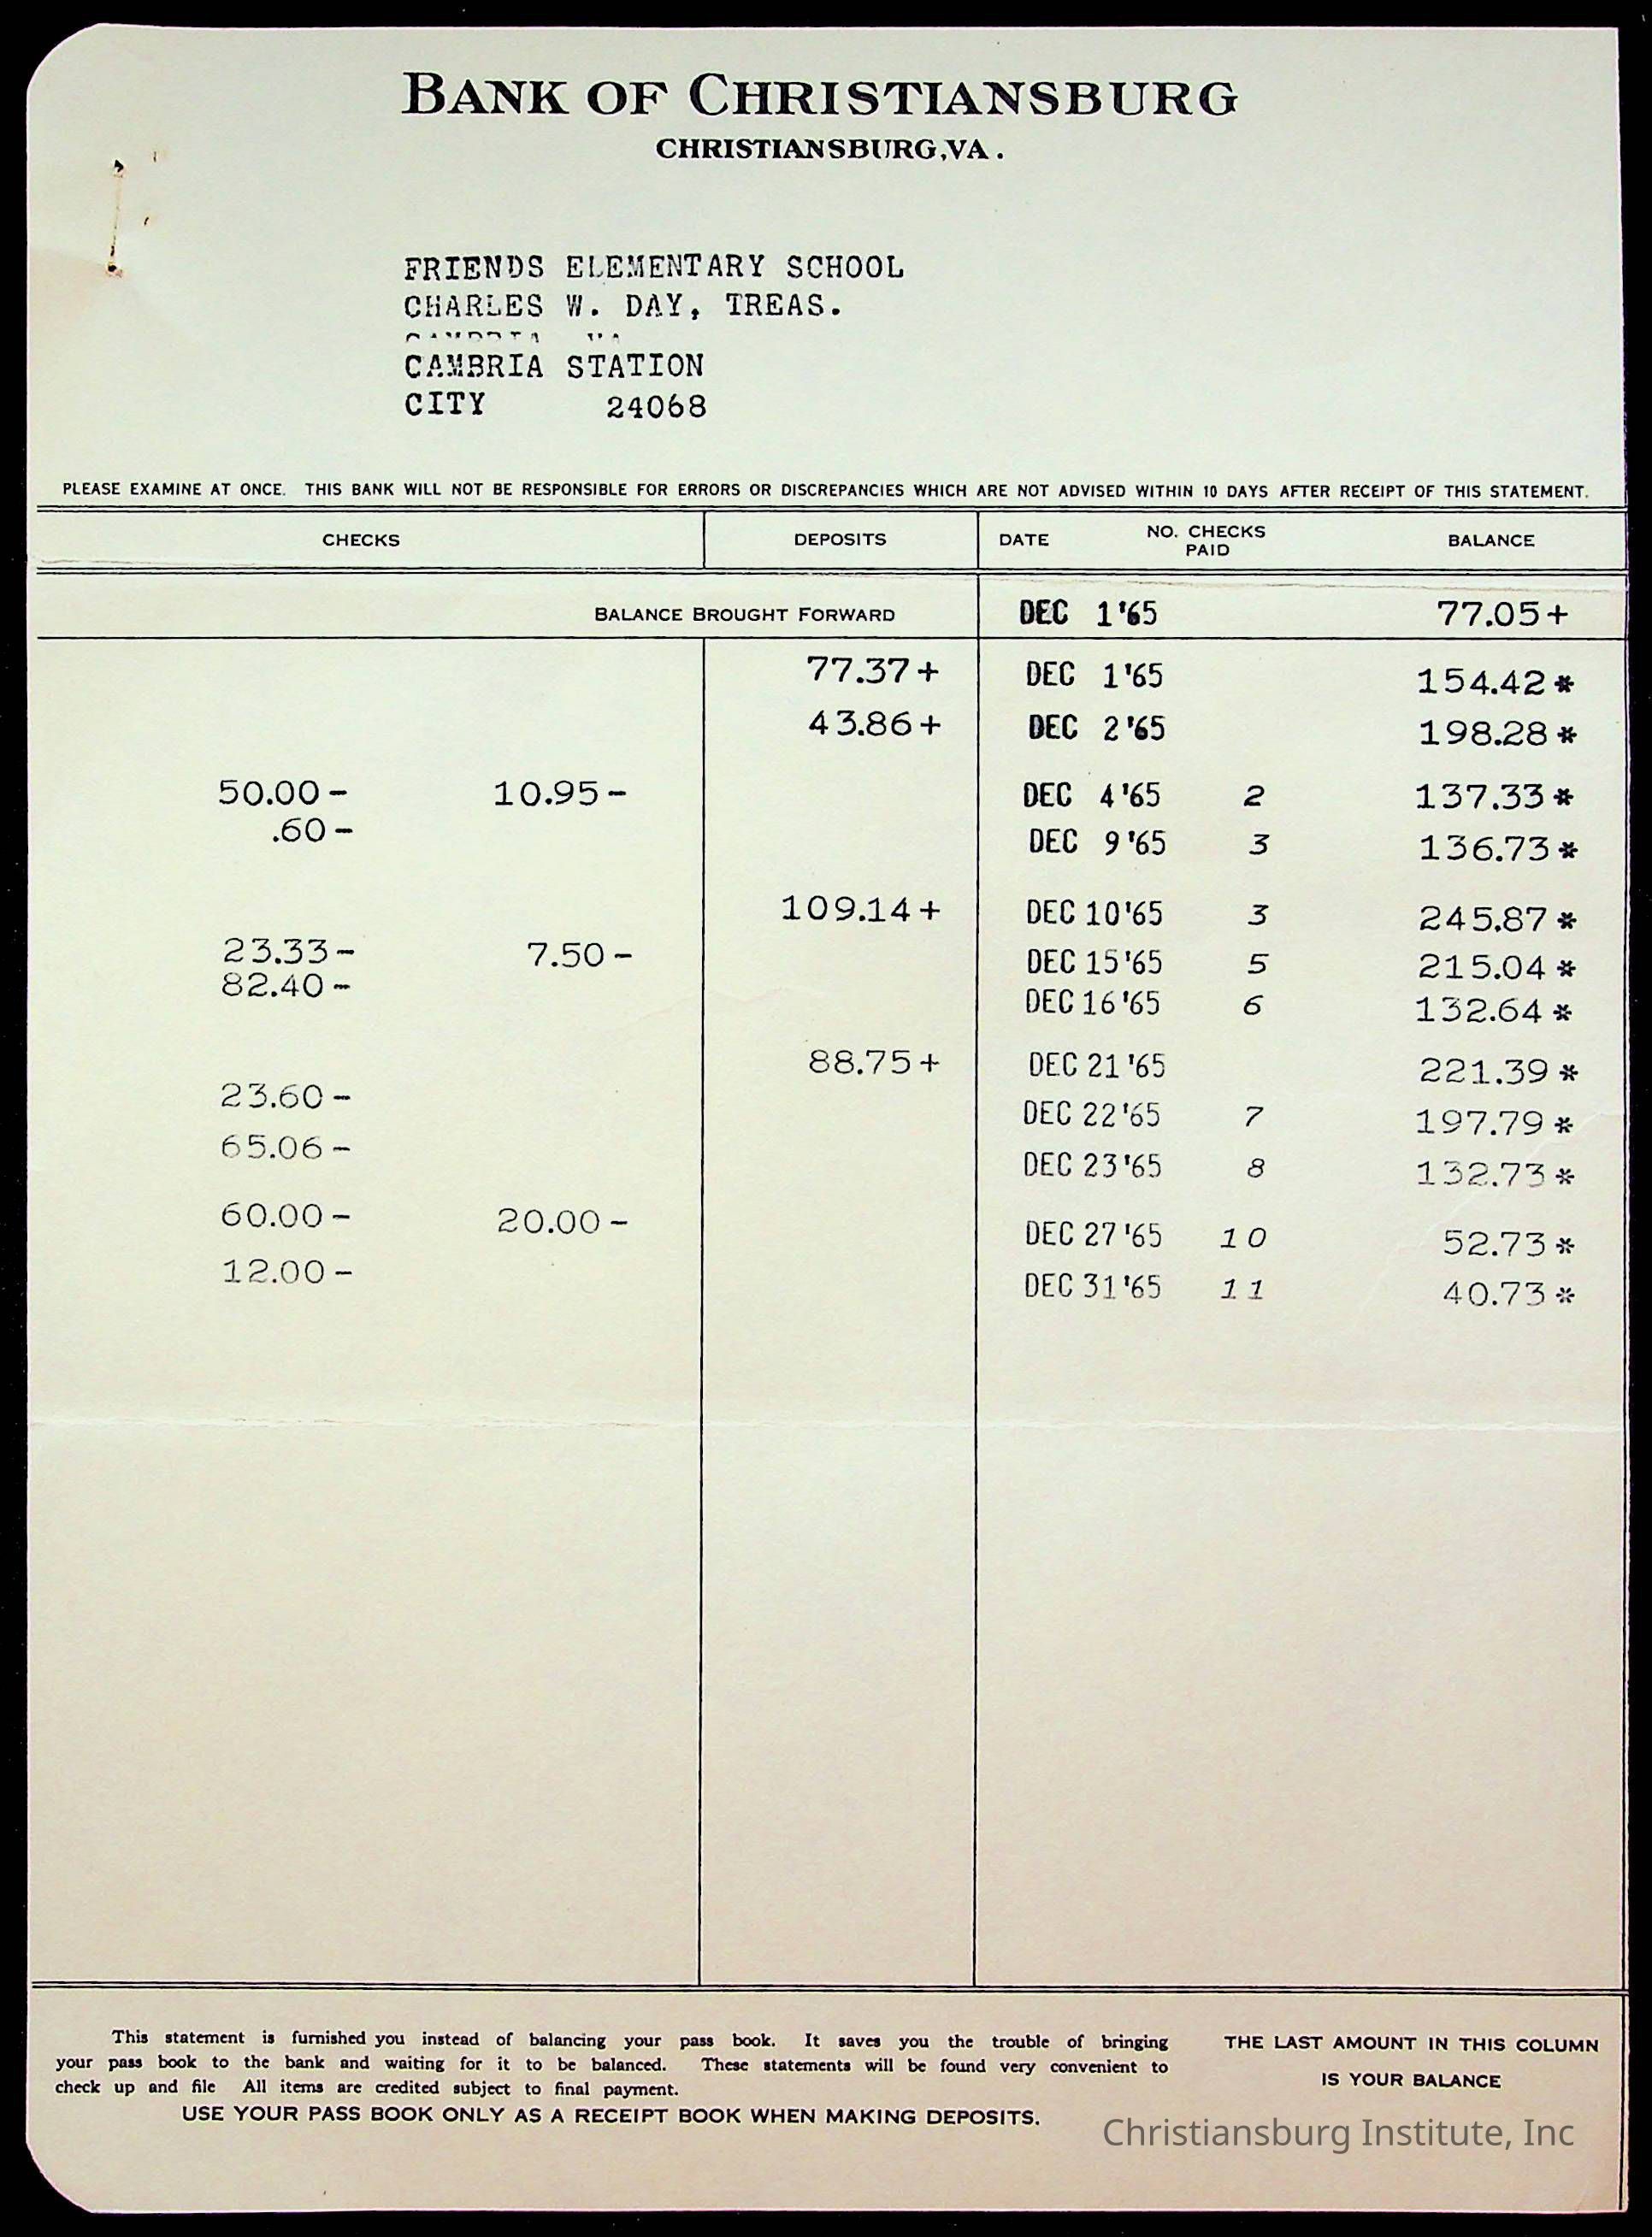 BANK OF CHRISTIANSBURG
CHRISTIANSBURG, VA.
FRIENDS ELEMENTARY SCHOOL
CHARLES W. DAY, TREAS.
CAMBRIA STATION
CITY 24068
PLEASE EXAMINE AT ONCE. THIS BANK WILL NOT BE RESPONSIBLE FOR ERRORS OR DISCREPANCIES WHICH ARE NOT ADVISED WITHIN 10 DAYS AFTER RECEIPT OF THIS STATEMENT.
CHECKS DEPOSITS DATE NO. CHECKS PAID BALANCE
BALANCE BROUGHT FORWARD DEC 1'65 77.05+
77.37+ DEC 1'65 154.42*
43.86+ DEC 2'65 198.28*
50.00- 10.95- DEC 4'65 2 137.33*
.60- DEC 9'65 3 136.73*
109.14+ DEC 10'65 3 245.87*
23.33- 7.50- DEC 15'65 5 215.04*
82.40- DEC 16'65 6 132.64*
88.75+ DEC 21'65 221.39*
23.60- DEC 22'65 7 197.79*
65.06- DEC 23'65 8 132.73*
60.00- 20.00- DEC 27'65 10 52.73*
12.00- DEC 31'65 11 40.73*
This statement is furnished you instead of balancing your pass book. It saves you the trouble of bringing
your pass book to the bank and waiting for it to be balanced. These statements will be found very convenient to
check up and file All items are credited subject to final payment.
USE YOUR PASS BOOK ONLY AS A RECEIPT BOOK WHEN MAKING DEPOSITS.
THE LAST AMOUNT IN THIS COLUMN
IS YOUR BALANCE
Christiansburg Institute, Inc